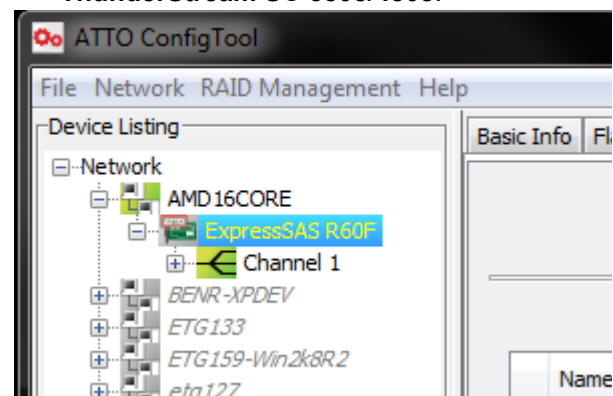 ATTO ConfigTool
File Network RAID Management Help
Device Listing
Basic Info
Network
AMD16CORE
ExpressSAS R60F
Channel 1
BENR-XPDEV
ETG133
ETG159-Win2k8R2
etg127
Name